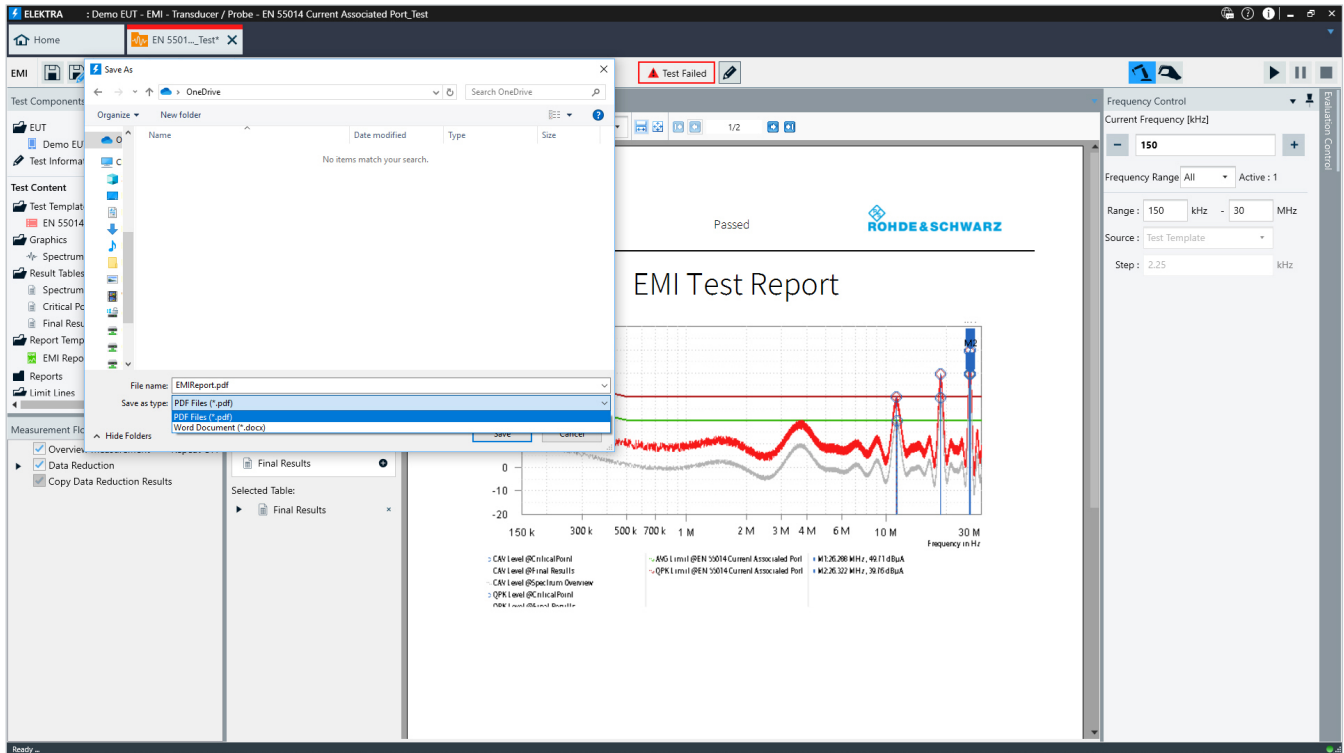 ELEKTRA : Demo EUT - EMI - Transducer / Probe - EN 55014 Current Associated Port_Test
Home
EN 5501..._Test*
EMI
Test Failed
Save As
OneDrive
Search OneDrive
Organize
New folder
Name
Date modified
Type
Size
No items match your search.
File name:
EMIReport.pdf
Save as type:
PDF Files (*.pdf)
PDF Files (*.pdf)
Word Document (*.docx)
Hide Folders
Save
Cancel
Test Components
EUT
Demo EU
Test Informa
Test Content
Test Templat
EN 55014
Graphics
Spectrum
Result Tables
Spectrum
Critical Po
Final Resu
Report Temp
EMI Repo
Reports
Limit Lines
Measurement Flo
Data Reduction
Copy Data Reduction Results
Final Results
Selected Table:
Final Results
1/2
Passed
ROHDE & SCHWARZ
EMI Test Report
M2
0
-10
-20
150 k
300 k
500 k
700 k
1 M
2 M
3 M
4 M
6 M
10 M
30 M
Frequency in Hz
CAV Level @CriticalPoint
CAV Level @Final Results
CAV Level @Spectrum Overview
QPK Level @CriticalPoint
QPK Level @Final Results
AVG Limit @EN 55014 Current Associated Port
QPK Limit @EN 55014 Current Associated Port
Frequency Control
Current Frequency [kHz]
150
Frequency Range
All
Active : 1
Range :
150
kHz
-
30
MHz
Source :
Test Template
Step :
2.25
kHz
Evaluation Control
Ready ...